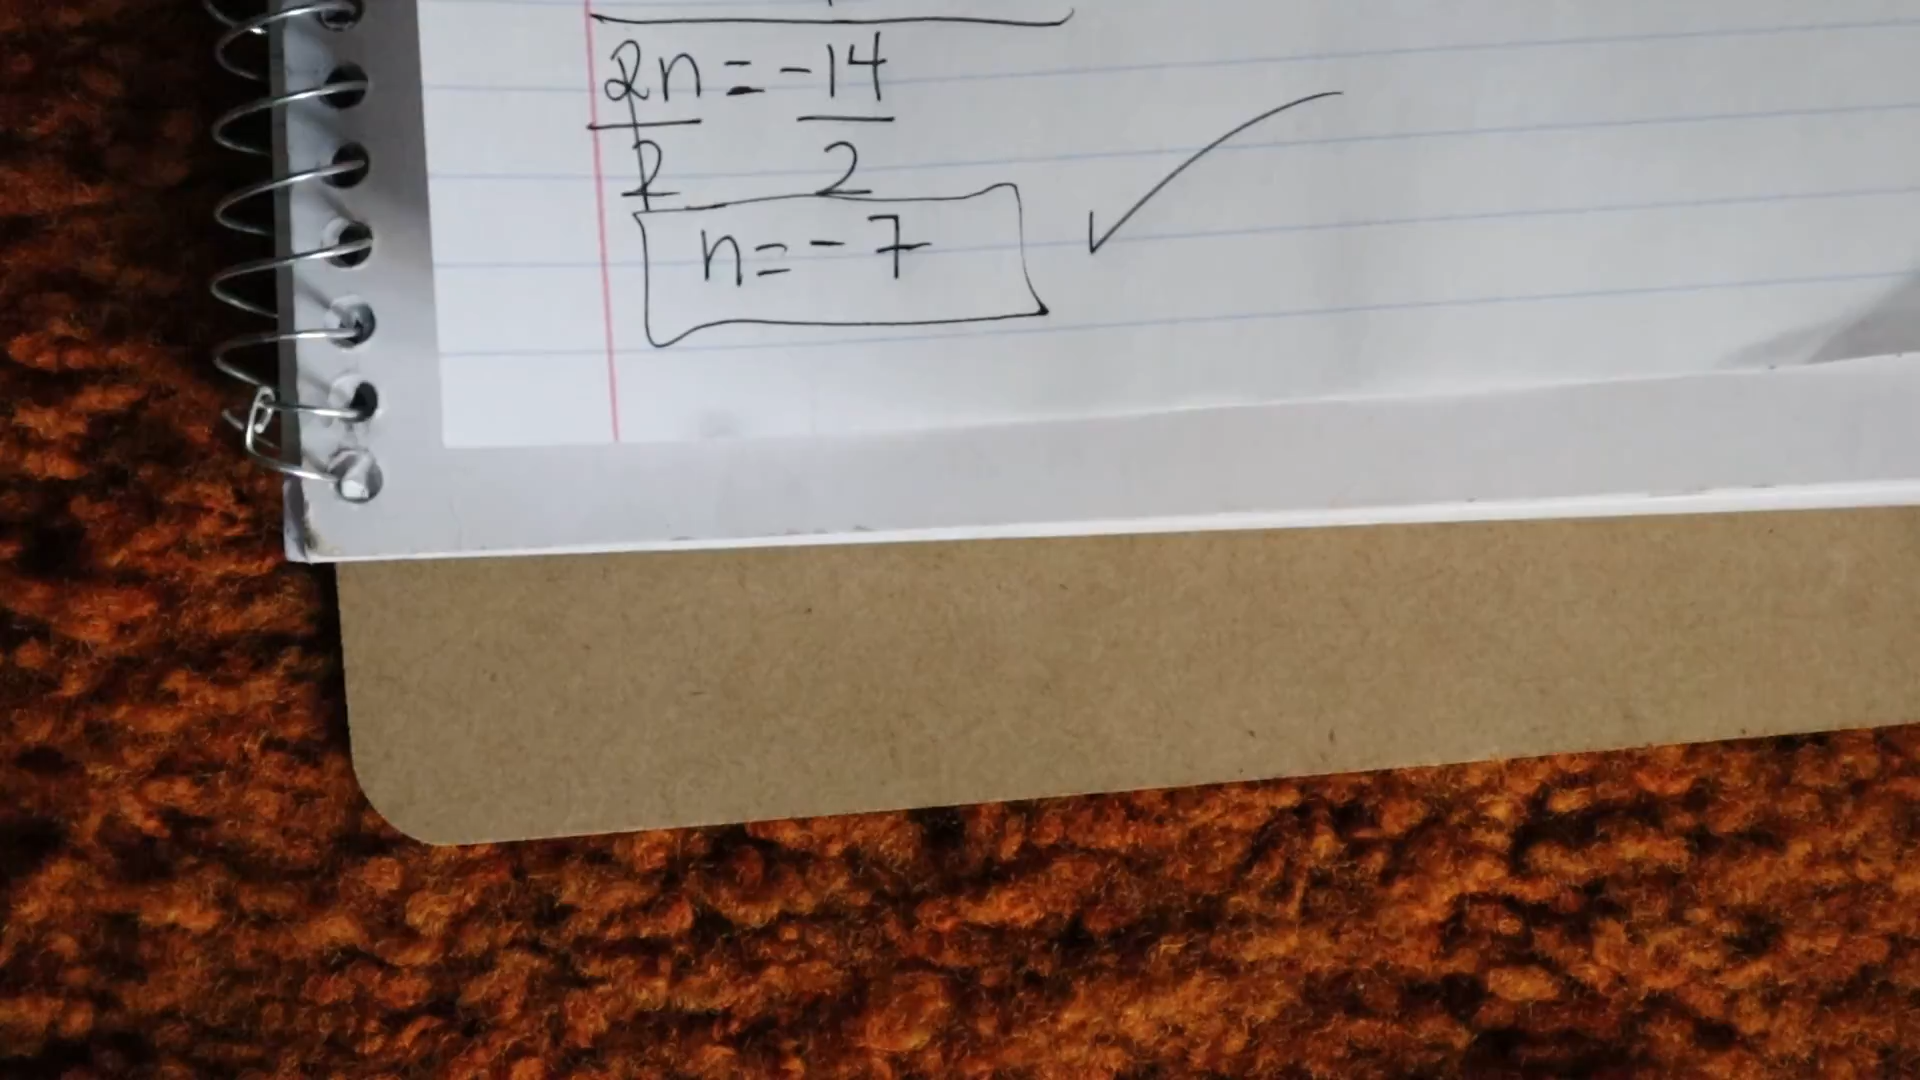 2n = -14
2 2
n = - 7